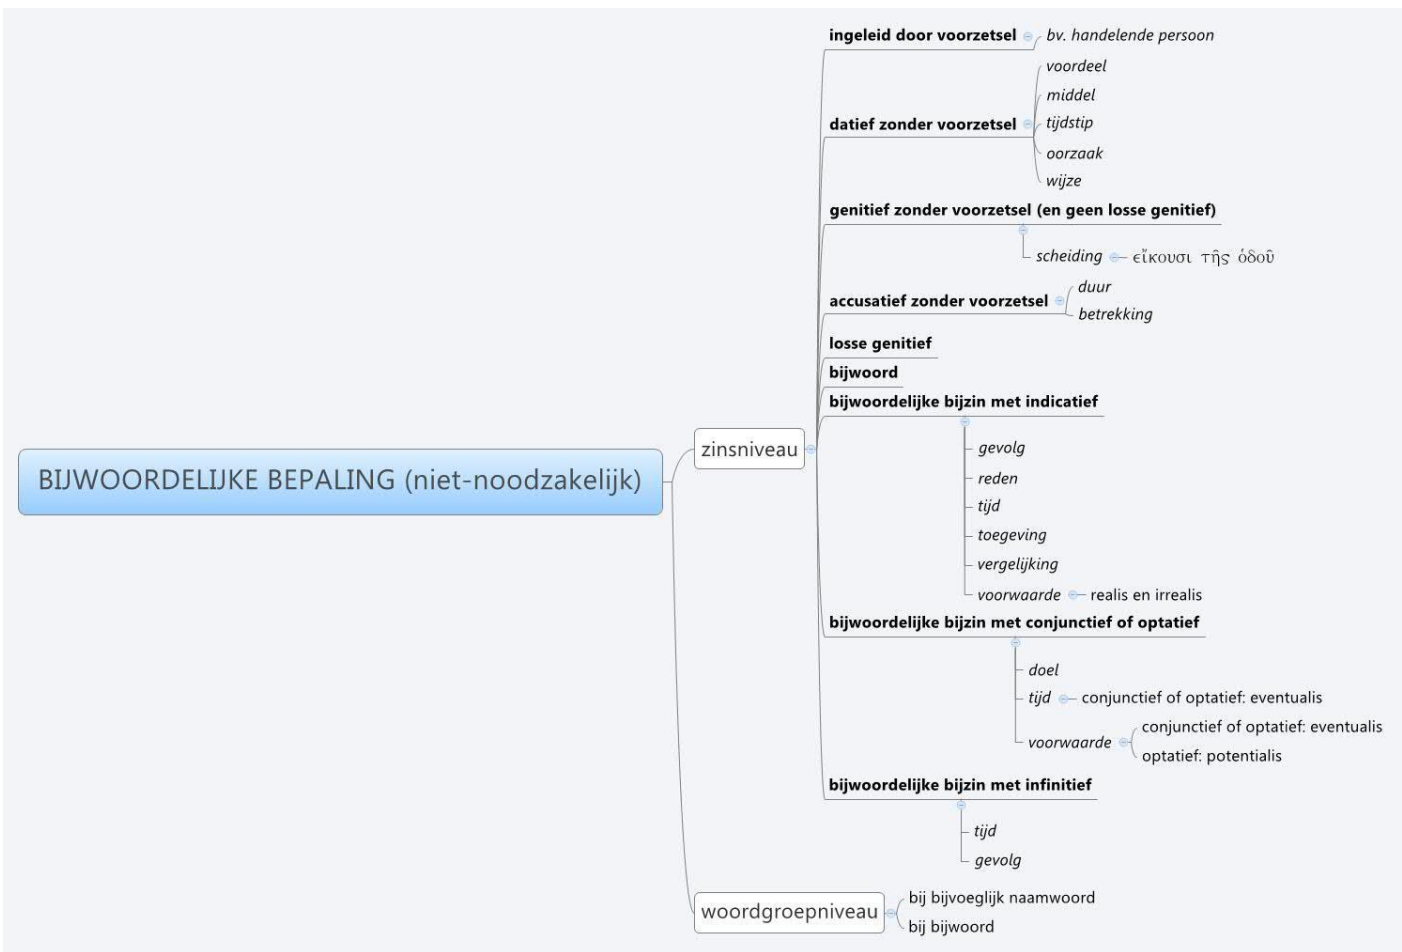 BIJWOORDELIJKE BEPALING (niet-noodzakelijk)
zinsniveau
ingeleid door voorzetsel
bv. handelende persoon
datief zonder voorzetsel
voordeel
middel
tijdstip
oorzaak
wijze
genitief zonder voorzetsel (en geen losse genitief)
scheiding
εἴκουσι τῆς ὁδοῦ
accusatief zonder voorzetsel
duur
betrekking
losse genitief
bijwoord
bijwoordelijke bijzin met indicatief
gevolg
reden
tijd
toegeving
vergelijking
voorwaarde
realis en irrealis
bijwoordelijke bijzin met conjunctief of optatief
doel
tijd
conjunctief of optatief: eventualis
voorwaarde
conjunctief of optatief: eventualis
optatief: potentialis
bijwoordelijke bijzin met infinitief
tijd
gevolg
woordgroepniveau
bij bijvoeglijk naamwoord
bij bijwoord